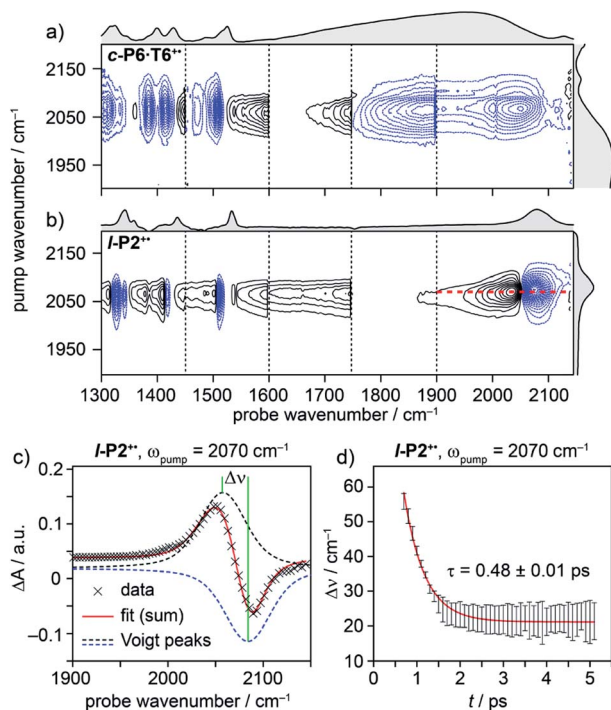 a)
c-P6·T6⁺•
2150
2050
1950
pump wavenumber / cm⁻¹
b)
l-P2⁺•
2150
2050
1950
1300 1400 1500 1600 1700 1800 1900 2000 2100
probe wavenumber / cm⁻¹
c) l-P2⁺•, ω_pump = 2070 cm⁻¹
Δν
0.2
0.1
0
−0.1
ΔA / a.u.
data
fit (sum)
Voigt peaks
1900 2000 2100
probe wavenumber / cm⁻¹
d) l-P2⁺•, ω_pump = 2070 cm⁻¹
60
50
40
30
20
10
Δν / cm⁻¹
τ = 0.48 ± 0.01 ps
0 1 2 3 4 5
t / ps